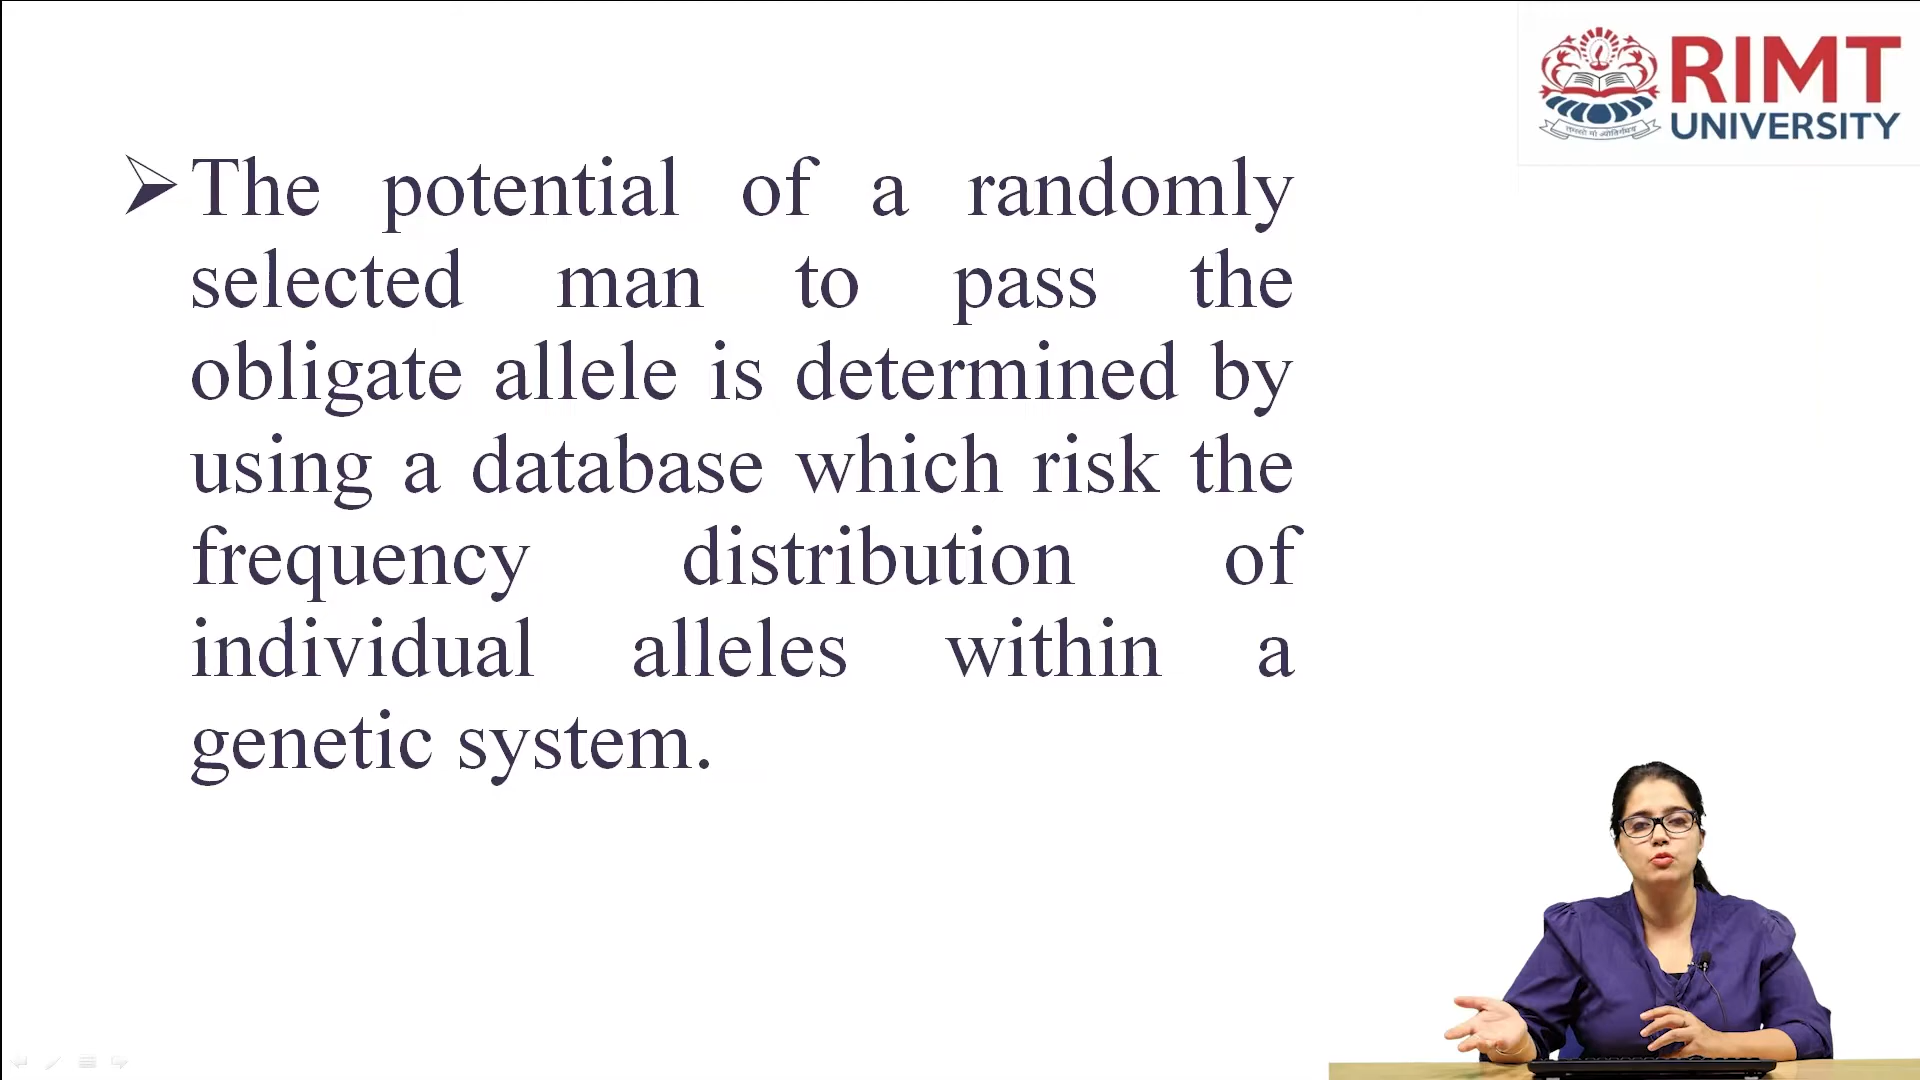 RIMT
UNIVERSITY
The potential of a randomly
selected man to pass the
obligate allele is determined by
using a database which risk the
frequency distribution of
individual alleles within a
genetic system.